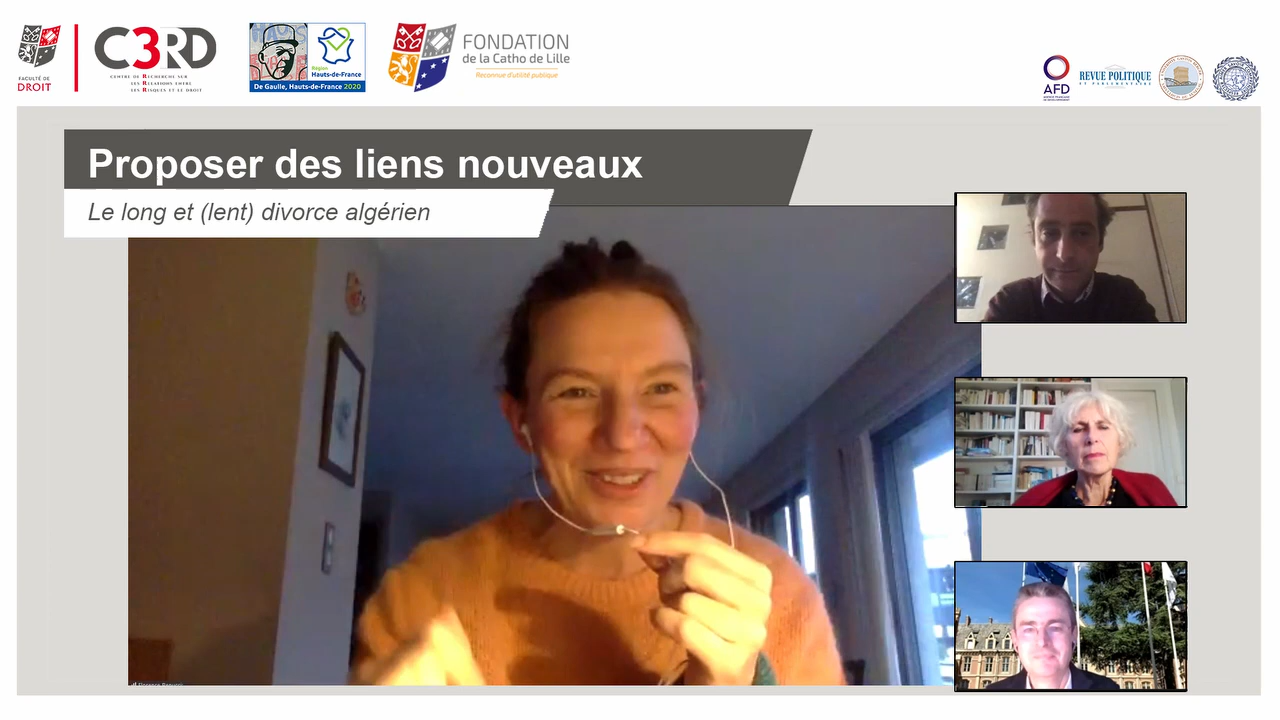 FACULTÉ DE
DROIT
C3RD
CENTRE DE RECHERCHE SUR
LES RELATIONS ENTRE
LES RISQUES ET LE DROIT
Région
Hauts-de-France
De Gaulle, Hauts-de-France 2020
FONDATION
de la Catho de Lille
Reconnue d'utilité publique
AFD
REVUE POLITIQUE
ET PARLEMENTAIRE
Proposer des liens nouveaux
Le long et (lent) divorce algérien